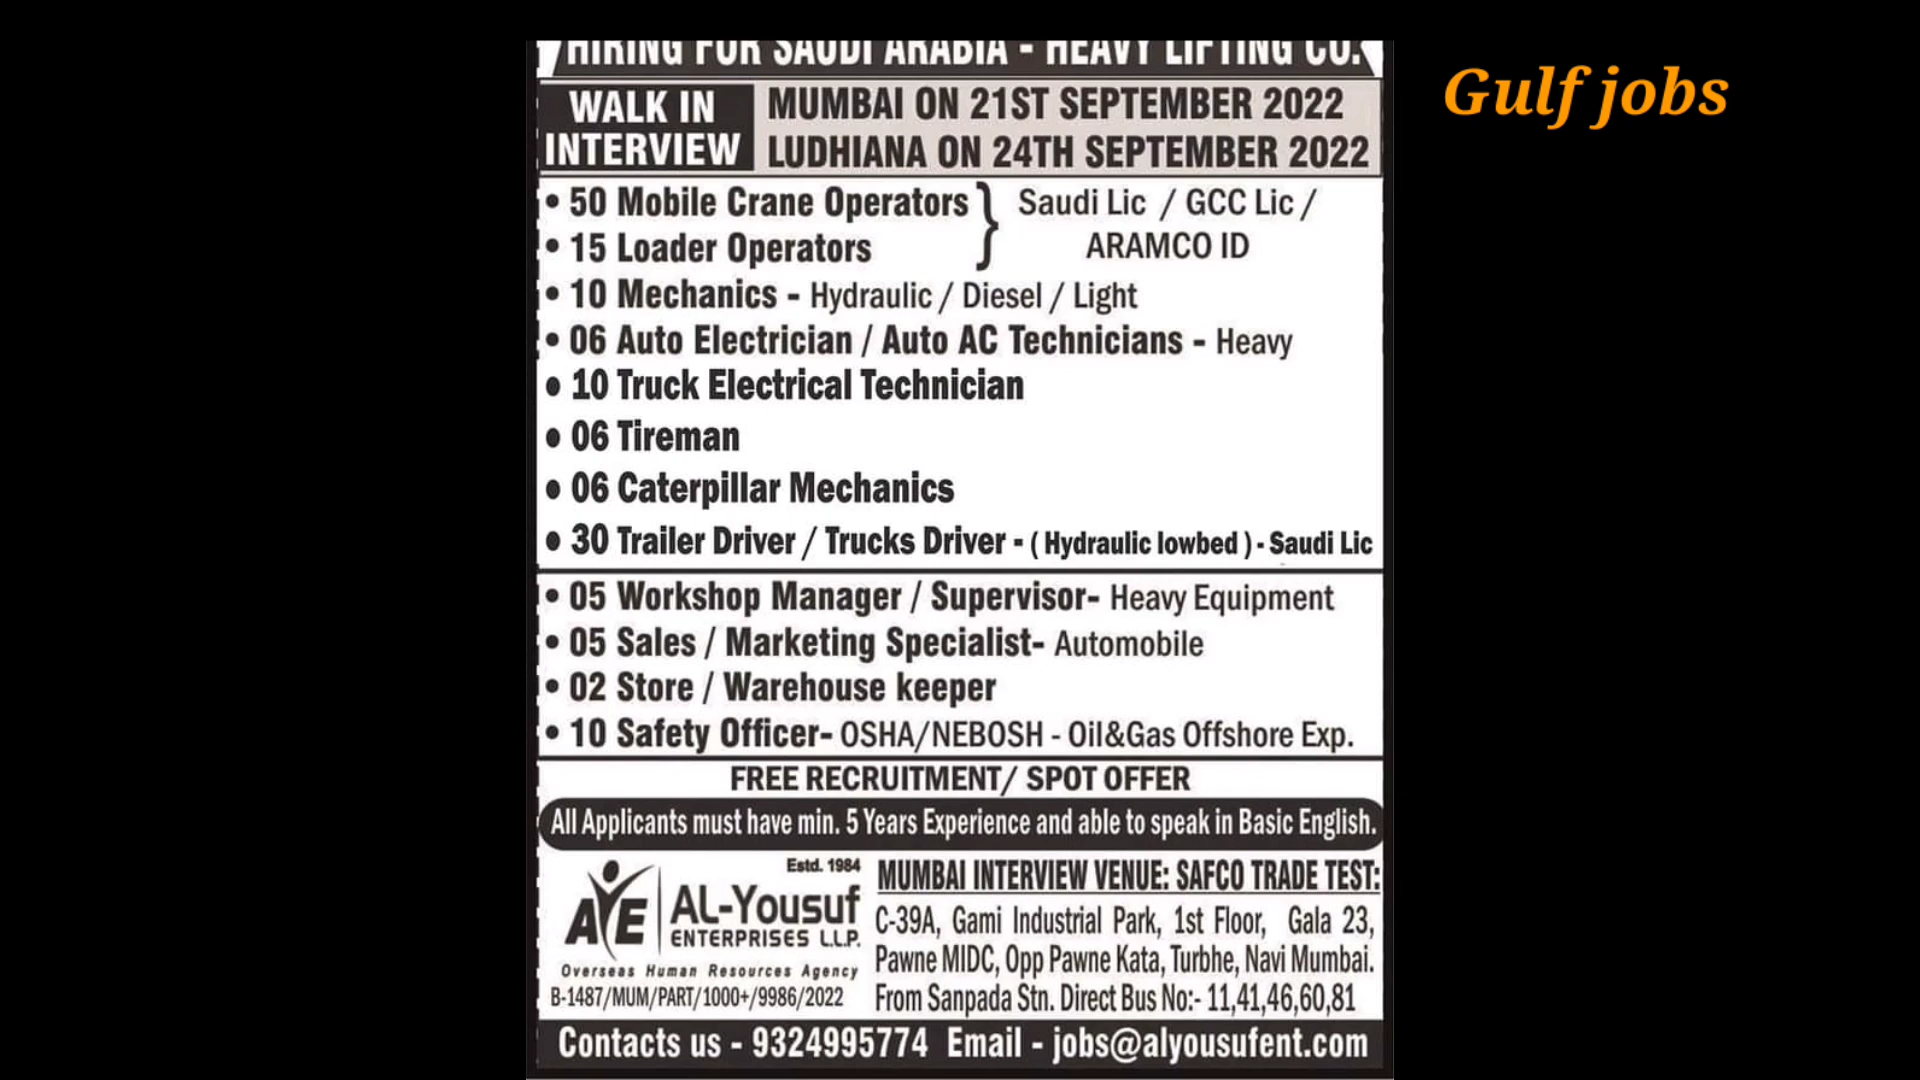 HIRING FOR SAUDI ARABIA - HEAVY LIFTING CO.
Gulf jobs
WALK IN INTERVIEW
MUMBAI ON 21ST SEPTEMBER 2022
LUDHIANA ON 24TH SEPTEMBER 2022
• 50 Mobile Crane Operators } Saudi Lic / GCC Lic /
• 15 Loader Operators ARAMCO ID
• 10 Mechanics - Hydraulic / Diesel / Light
• 06 Auto Electrician / Auto AC Technicians - Heavy
• 10 Truck Electrical Technician
• 06 Tireman
• 06 Caterpillar Mechanics
• 30 Trailer Driver / Trucks Driver - ( Hydraulic lowbed ) - Saudi Lic
• 05 Workshop Manager / Supervisor- Heavy Equipment
• 05 Sales / Marketing Specialist- Automobile
• 02 Store / Warehouse keeper
• 10 Safety Officer- OSHA/NEBOSH - Oil&Gas Offshore Exp.
FREE RECRUITMENT/ SPOT OFFER
All Applicants must have min. 5 Years Experience and able to speak in Basic English.
Estd. 1984
AYE AL-Yousuf
ENTERPRISES L.L.P.
Overseas Human Resources Agency
B-1487/MUM/PART/1000+/9986/2022
MUMBAI INTERVIEW VENUE: SAFCO TRADE TEST:
C-39A, Gami Industrial Park, 1st Floor, Gala 23,
Pawne MIDC, Opp Pawne Kata, Turbhe, Navi Mumbai.
From Sanpada Stn. Direct Bus No:- 11,41,46,60,81
Contacts us - 9324995774 Email - jobs@alyousufent.com